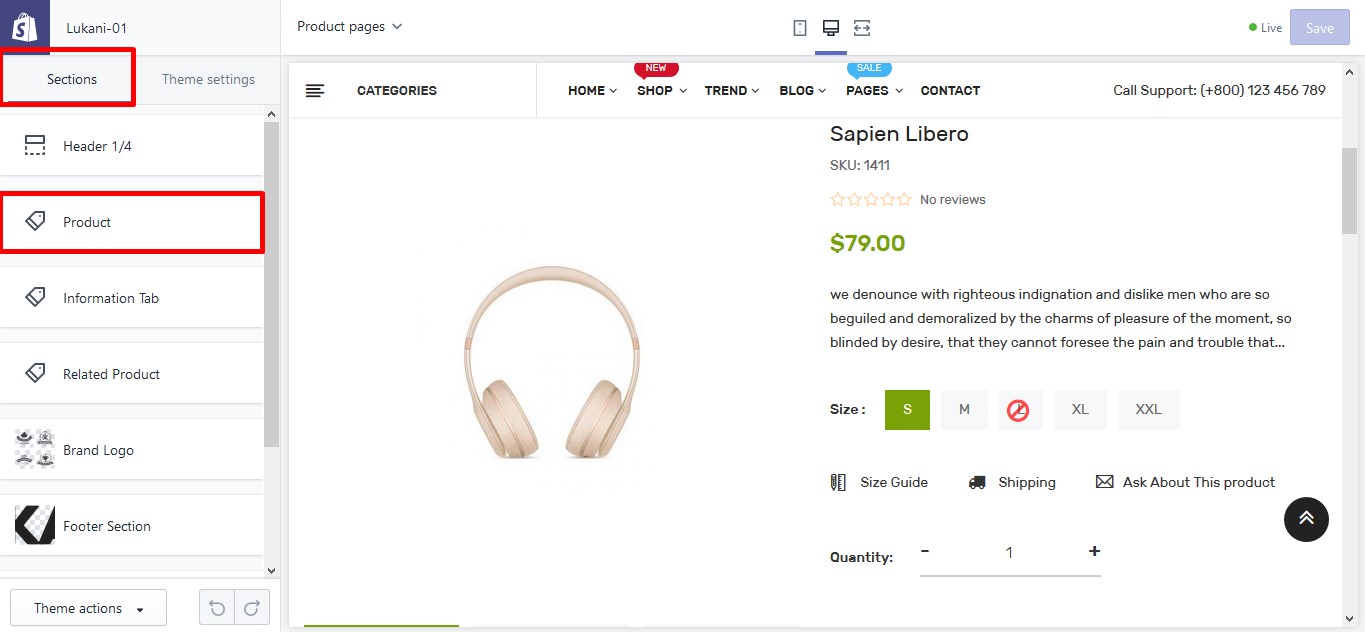 Lukani-01
Product pages
Live
Save
Sections
Theme settings
Header 1/4
Product
Information Tab
Related Product
Brand Logo
Footer Section
Theme actions
CATEGORIES
NEW
SALE
HOME SHOP TREND BLOG PAGES CONTACT
Call Support: (+800) 123 456 789
Sapien Libero
SKU: 1411
No reviews
$79.00
we denounce with righteous indignation and dislike men who are so
beguiled and demoralized by the charms of pleasure of the moment, so
blinded by desire, that they cannot foresee the pain and trouble that...
Size : S M L XL XXL
Size Guide Shipping Ask About This product
Quantity: - 1 +